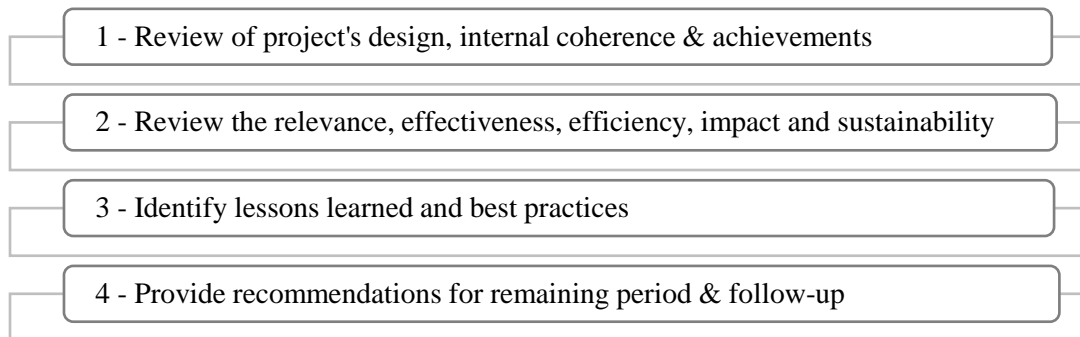 1 - Review of project's design, internal coherence & achievements
2 - Review the relevance, effectiveness, efficiency, impact and sustainability
3 - Identify lessons learned and best practices
4 - Provide recommendations for remaining period & follow-up